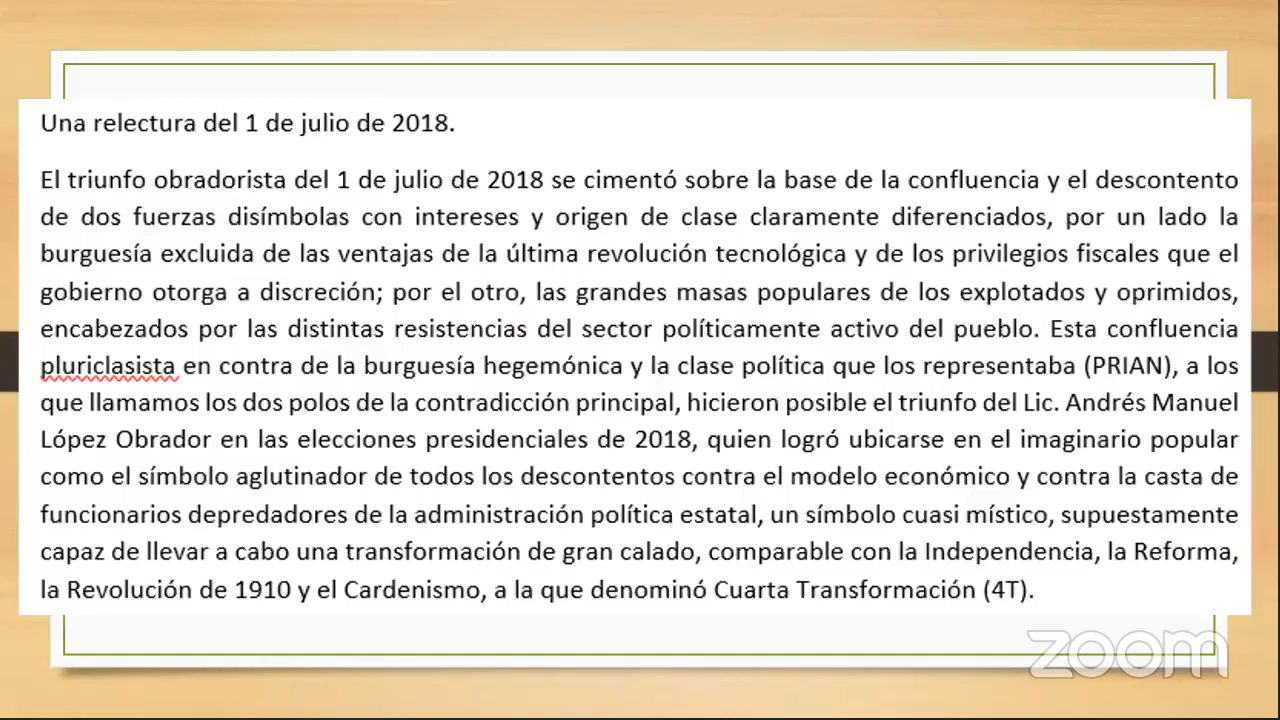 Una relectura del 1 de julio de 2018.
El triunfo obradorista del 1 de julio de 2018 se cimentó sobre la base de la confluencia y el descontento
de dos fuerzas disímbolas con intereses y origen de clase claramente diferenciados, por un lado la
burguesía excluida de las ventajas de la última revolución tecnológica y de los privilegios fiscales que el
gobierno otorga a discreción; por el otro, las grandes masas populares de los explotados y oprimidos,
encabezados por las distintas resistencias del sector políticamente activo del pueblo. Esta confluencia
pluriclasista en contra de la burguesía hegemónica y la clase política que los representaba (PRIAN), a los
que llamamos los dos polos de la contradicción principal, hicieron posible el triunfo del Lic. Andrés Manuel
López Obrador en las elecciones presidenciales de 2018, quien logró ubicarse en el imaginario popular
como el símbolo aglutinador de todos los descontentos contra el modelo económico y contra la casta de
funcionarios depredadores de la administración política estatal, un símbolo cuasi místico, supuestamente
capaz de llevar a cabo una transformación de gran calado, comparable con la Independencia, la Reforma,
la Revolución de 1910 y el Cardenismo, a la que denominó Cuarta Transformación (4T).
zoom